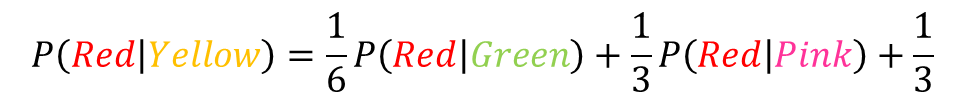 P(Red|Yellow) = 1/6 P(Red|Green) + 1/3 P(Red|Pink) + 1/3